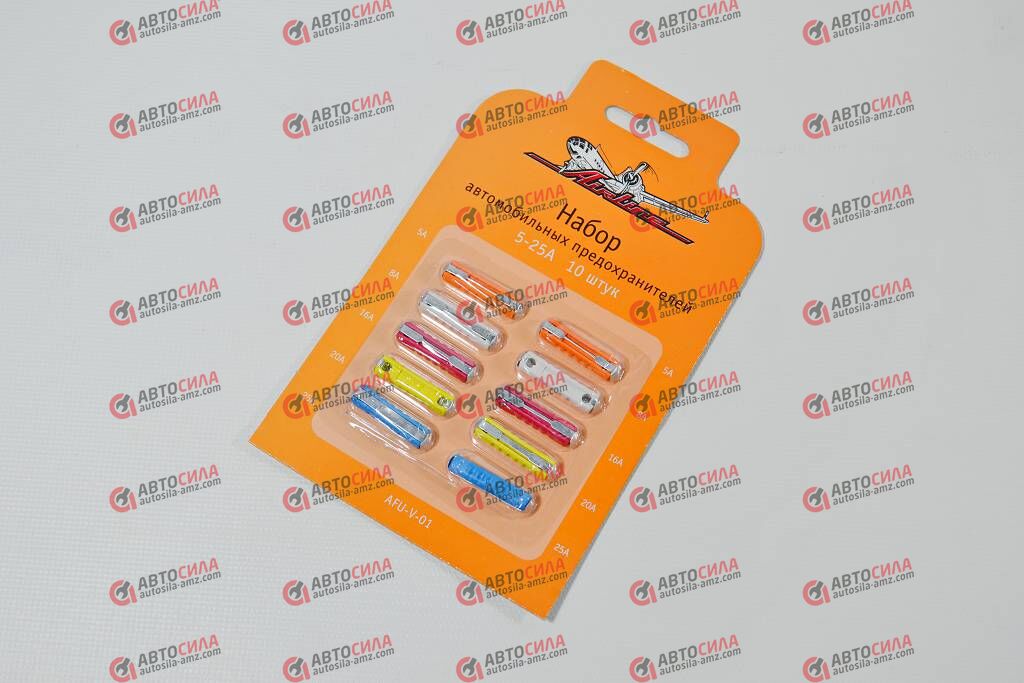 AIRLINE
Набор
автомобильных предохранителей
5-25А 10 штук
5А
8А
16А
20А
5А
16А
20А
25А
AFU-V-01
АВТОСИЛА
autosila-amz.com